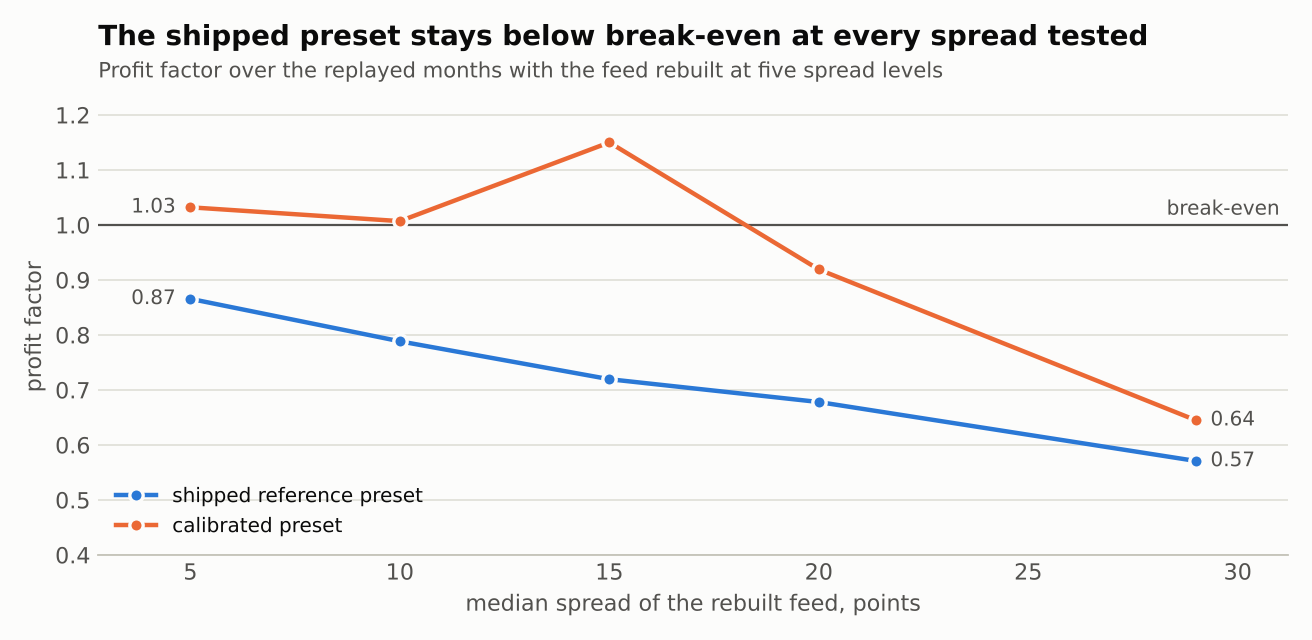 The shipped preset stays below break-even at every spread tested
Profit factor over the replayed months with the feed rebuilt at five spread levels
profit factor
1.2
1.1
1.0
0.9
0.8
0.7
0.6
0.5
0.4
1.03
0.87
break-even
0.64
0.57
shipped reference preset
calibrated preset
5 10 15 20 25 30
median spread of the rebuilt feed, points